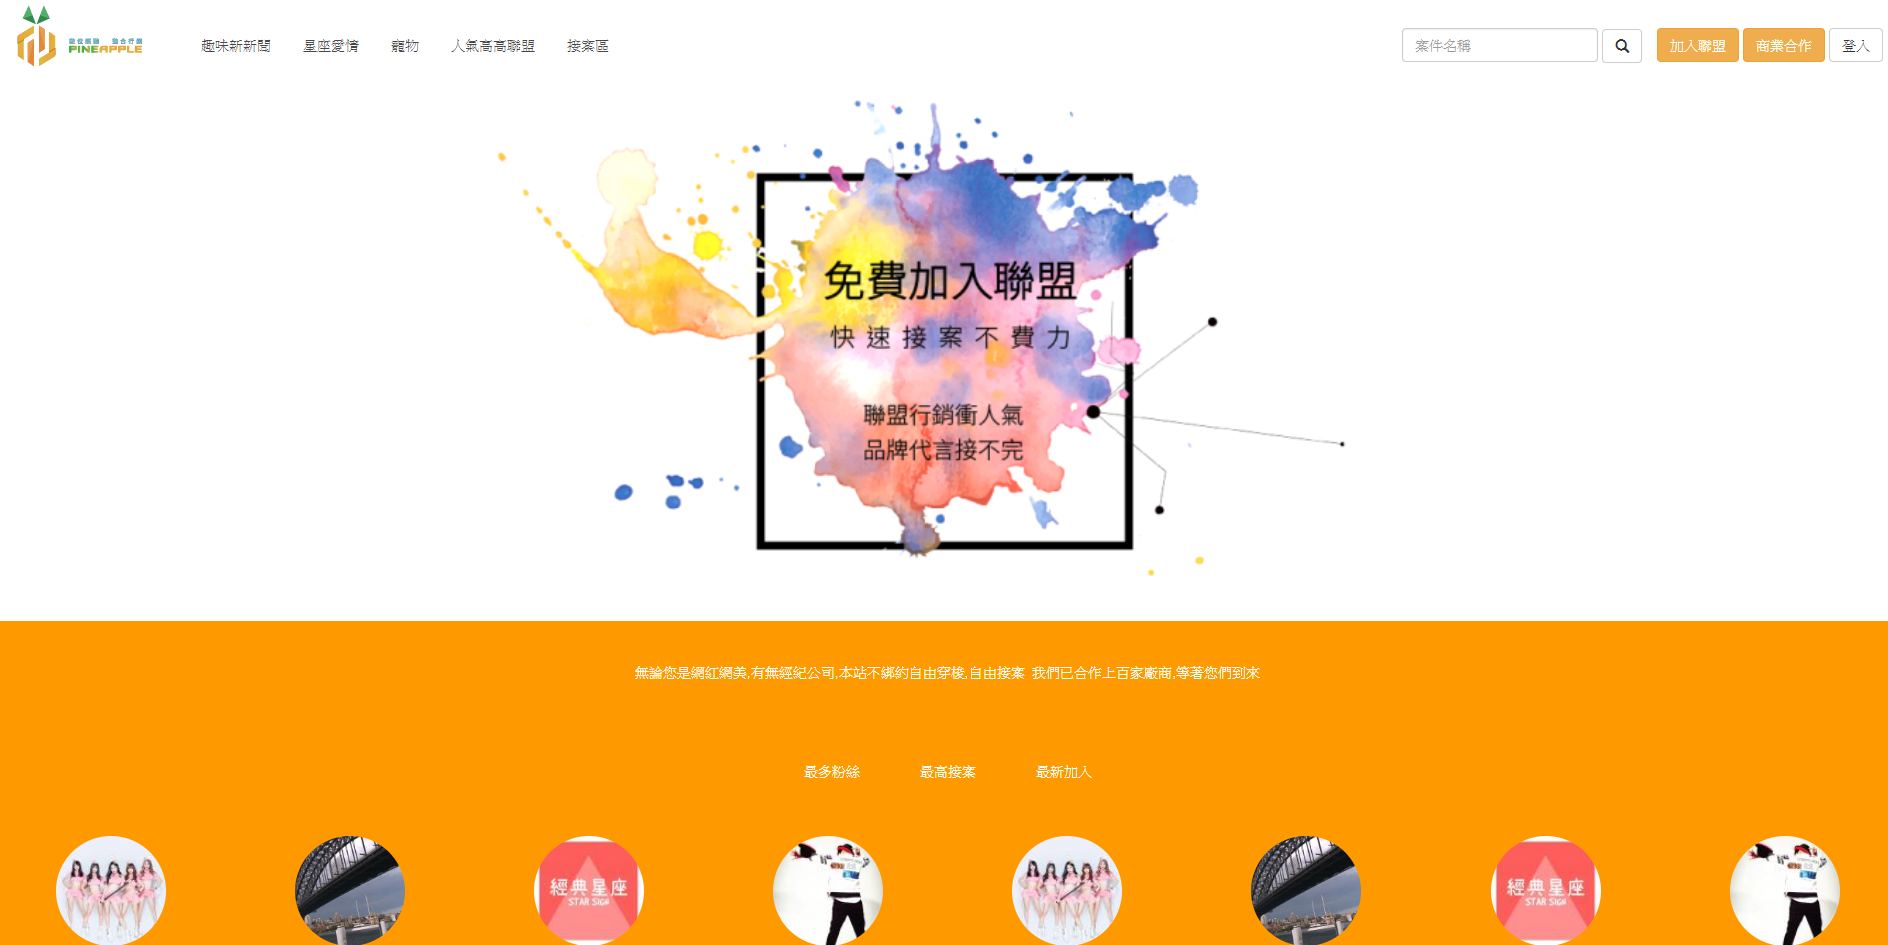 PINEAPPLE
趣味新新聞
星座愛情
寵物
人氣高高聯盟
接案區
案件名稱
加入聯盟
商業合作
登入
免費加入聯盟
快速接案不費力
聯盟行銷衝人氣
品牌代言接不完
無論您是網紅網美,有無經紀公司,本站不綁約自由穿梭,自由接案 我們已合作上百家廠商,等著您們到來
最多粉絲
最高接案
最新加入
經典星座
STAR SIGN
經典星座
STAR SIGN